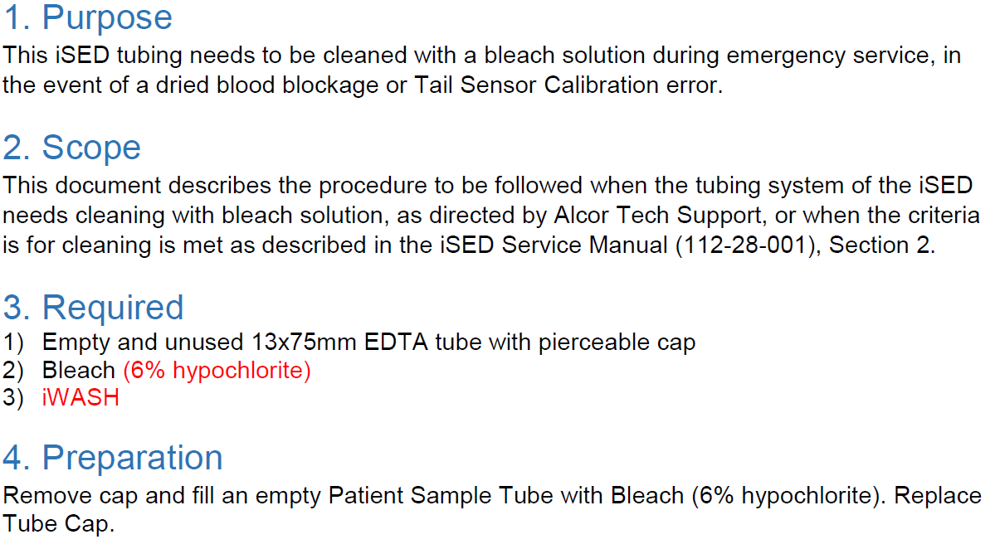 1. Purpose
This iSED tubing needs to be cleaned with a bleach solution during emergency service, in
the event of a dried blood blockage or Tail Sensor Calibration error.
2. Scope
This document describes the procedure to be followed when the tubing system of the iSED
needs cleaning with bleach solution, as directed by Alcor Tech Support, or when the criteria
is for cleaning is met as described in the iSED Service Manual (112-28-001), Section 2.
3. Required
1) Empty and unused 13x75mm EDTA tube with pierceable cap
2) Bleach (6% hypochlorite)
3) iWASH
4. Preparation
Remove cap and fill an empty Patient Sample Tube with Bleach (6% hypochlorite). Replace
Tube Cap.